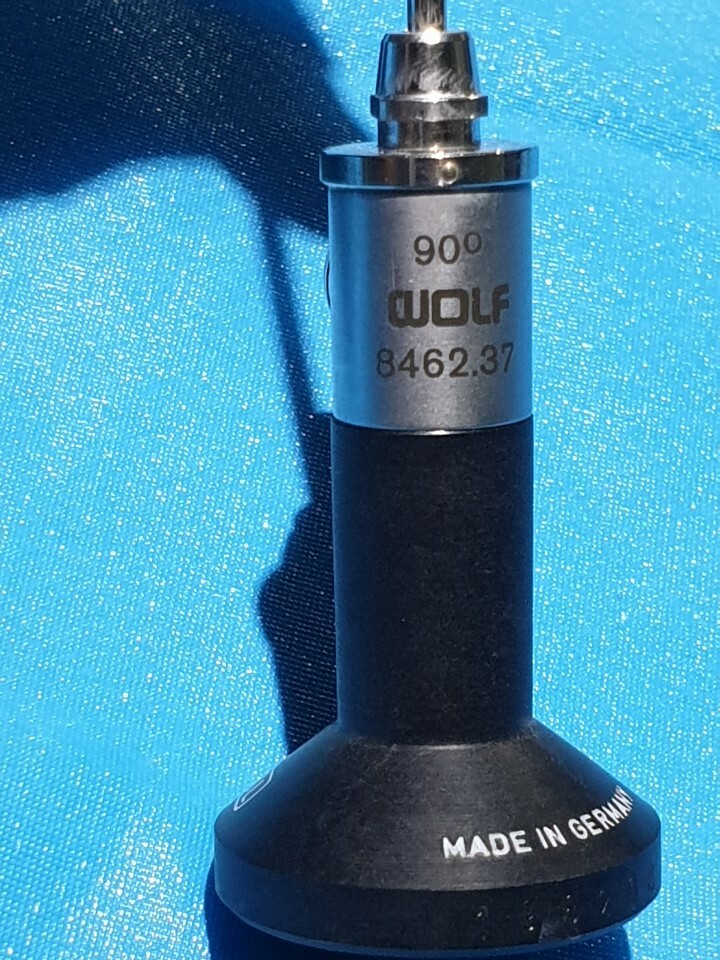 90°
WOLF
8462.37
MADE IN GERMANY